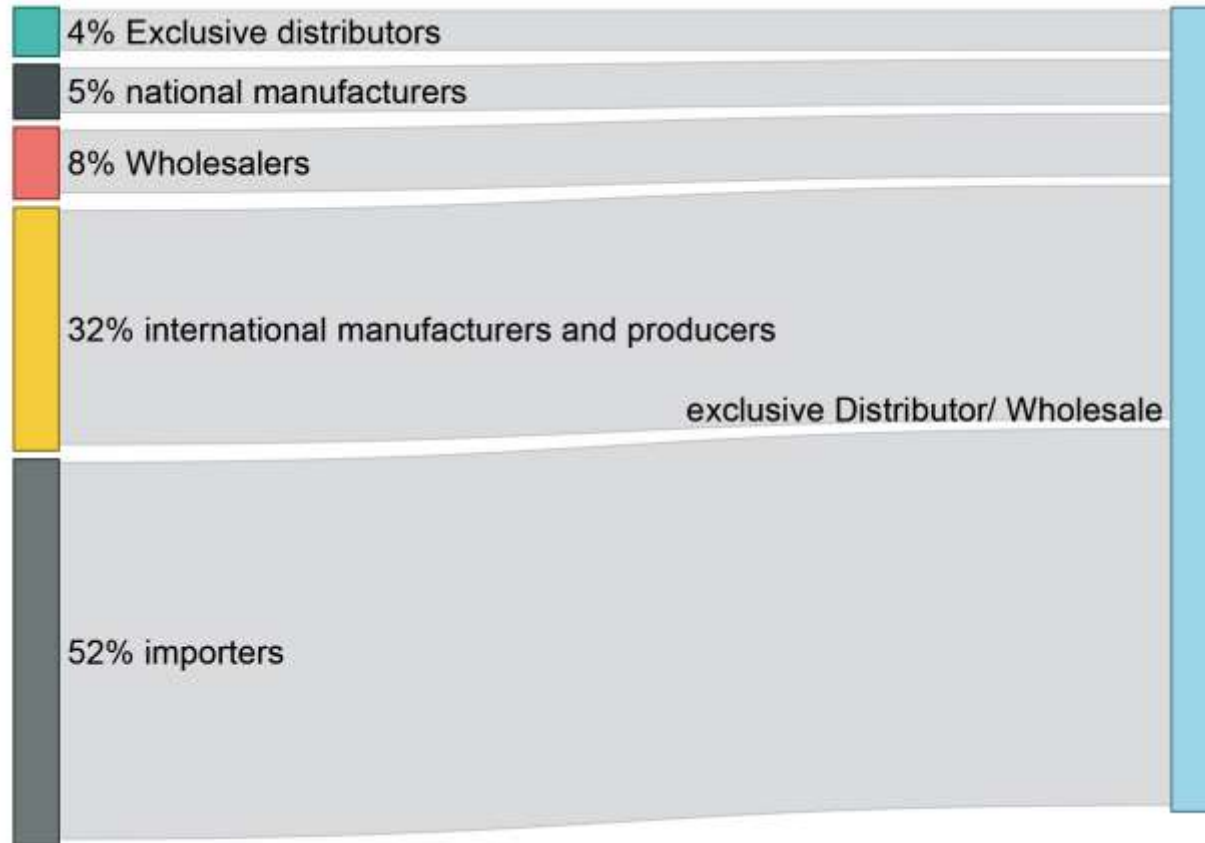 4% Exclusive distributors
5% national manufacturers
8% Wholesalers
32% international manufacturers and producers
exclusive Distributor/ Wholesale
52% importers